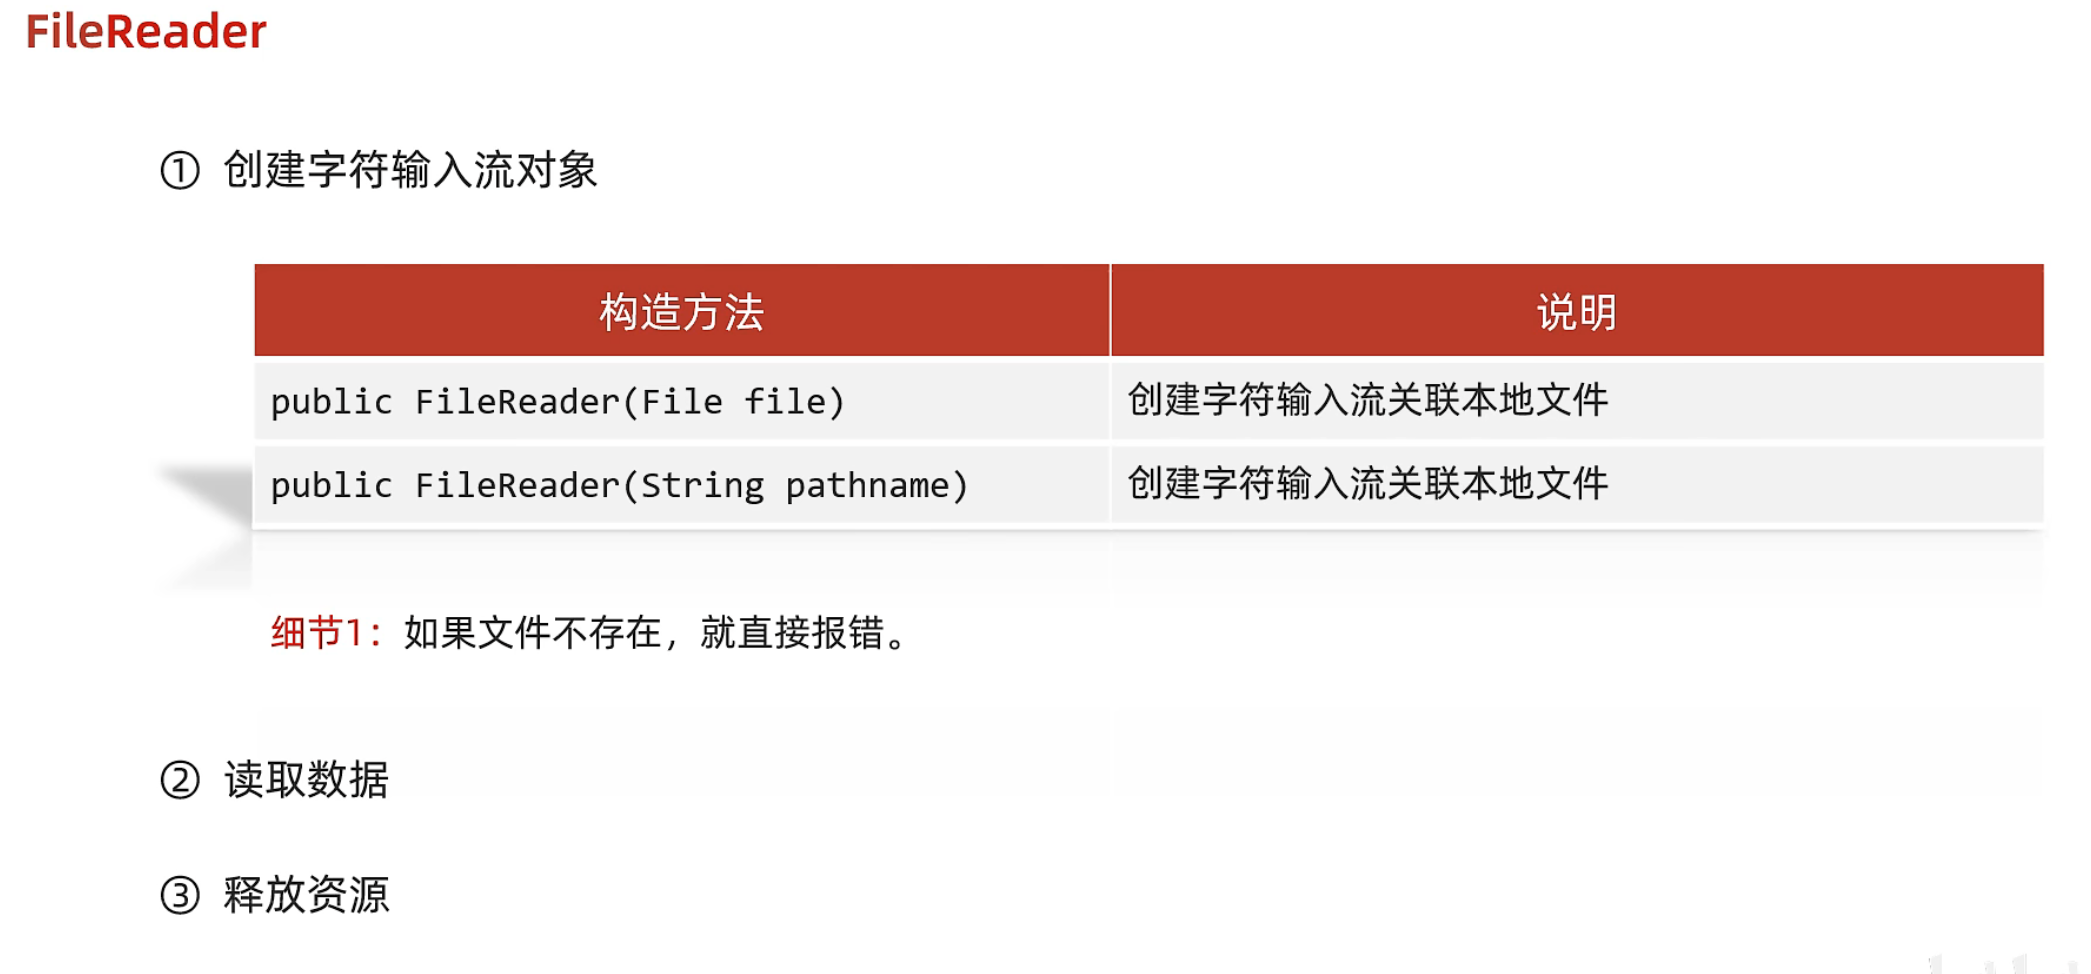 FileReader
① 创建字符输入流对象
构造方法 说明
public FileReader(File file) 创建字符输入流关联本地文件
public FileReader(String pathname) 创建字符输入流关联本地文件
细节1：如果文件不存在，就直接报错。
② 读取数据
③ 释放资源